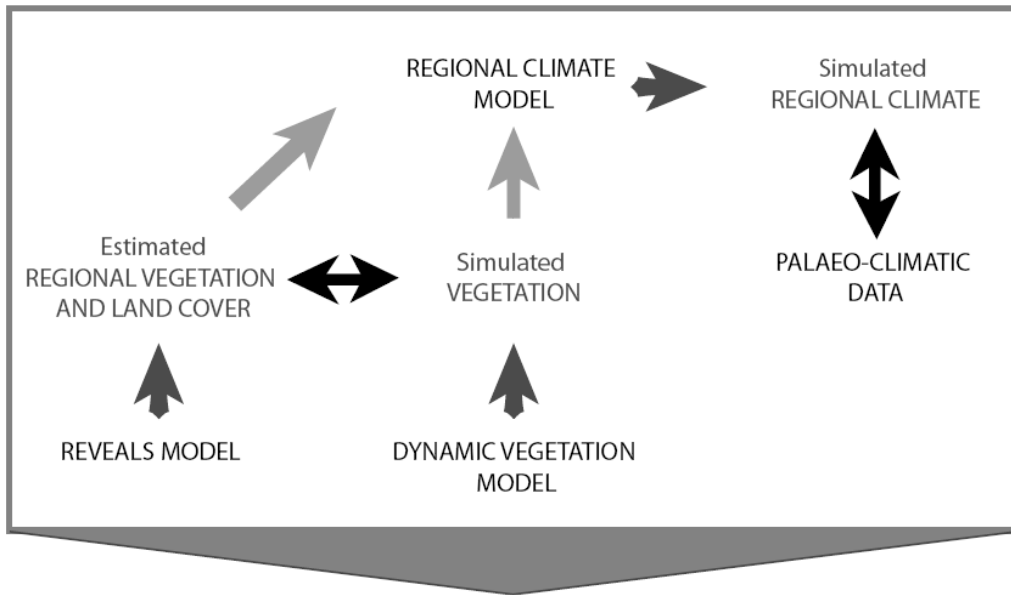 REGIONAL CLIMATE
MODEL
Simulated
REGIONAL CLIMATE
Estimated
REGIONAL VEGETATION
AND LAND COVER
Simulated
VEGETATION
PALAEO-CLIMATIC
DATA
REVEALS MODEL
DYNAMIC VEGETATION
MODEL